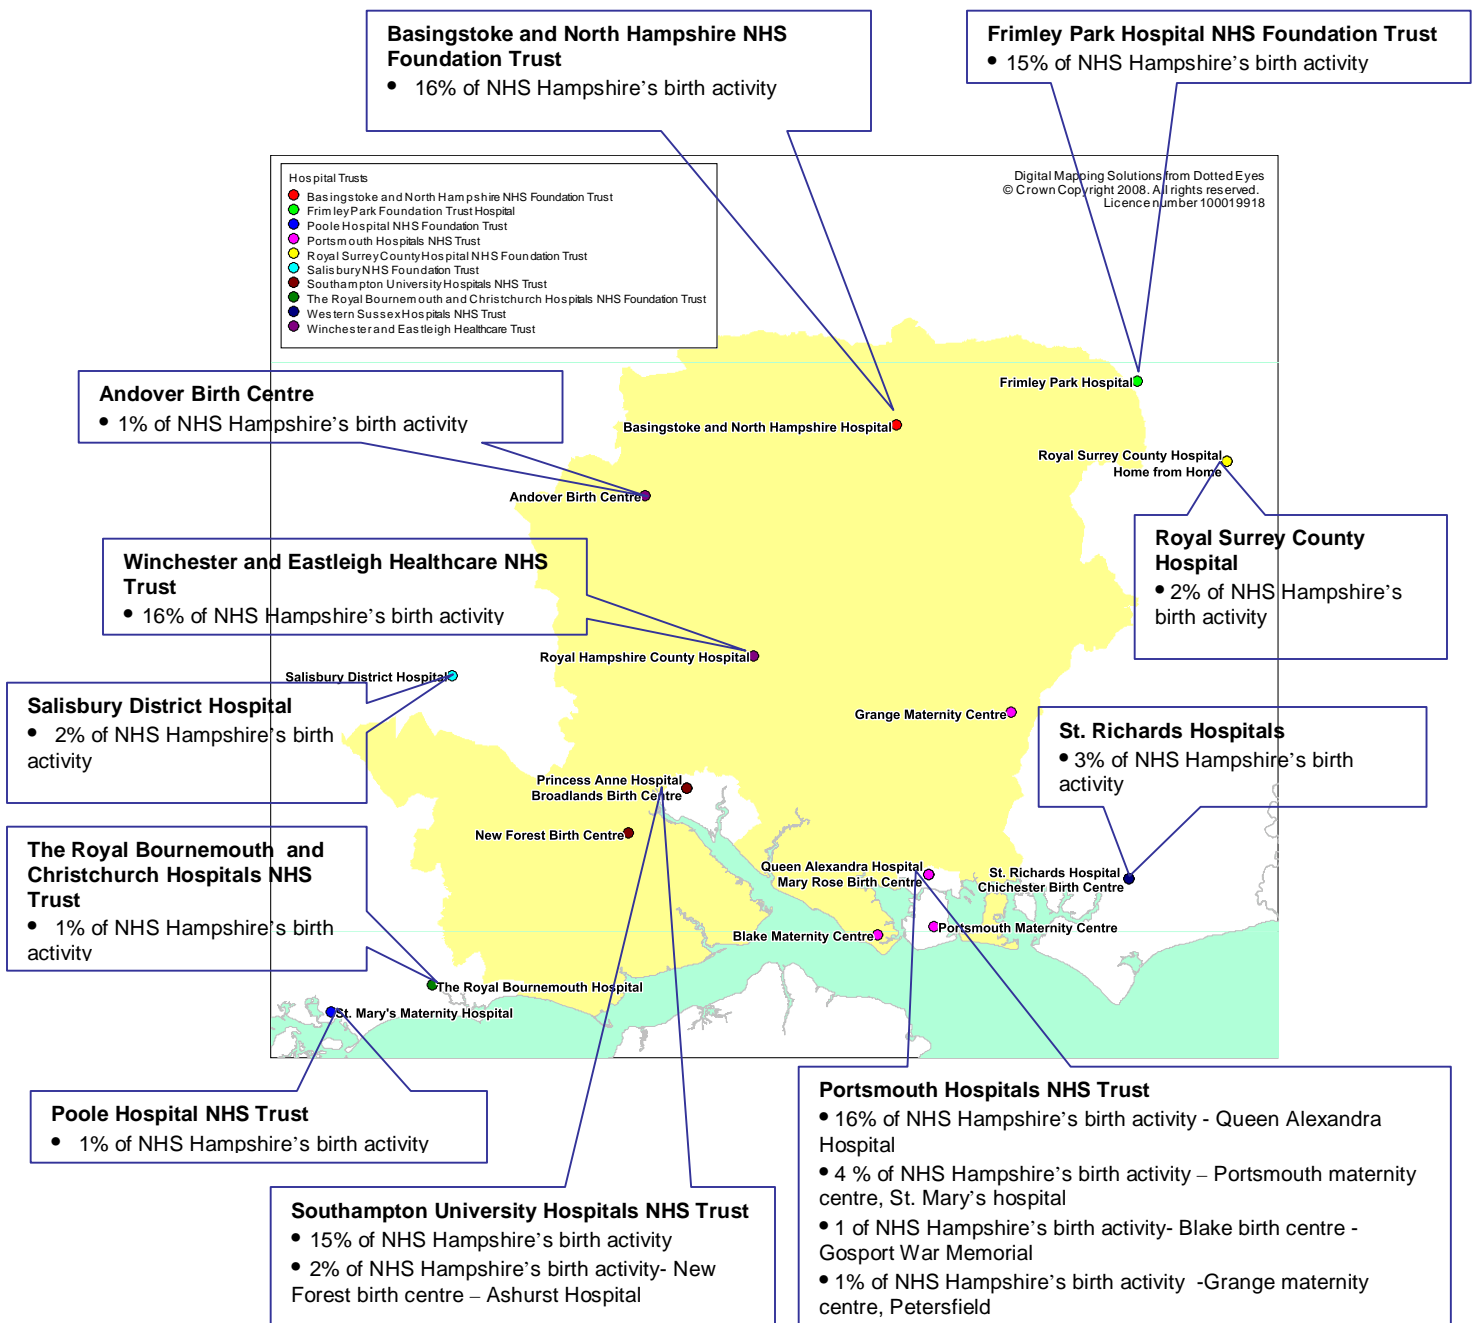 Basingstoke and North Hampshire NHS
Foundation Trust
• 16% of NHS Hampshire’s birth activity
Frimley Park Hospital NHS Foundation Trust
• 15% of NHS Hampshire’s birth activity
Hospital Trusts
Basingstoke and North Hampshire NHS Foundation Trust
Frimley Park Foundation Trust Hospital
Poole Hospital NHS Foundation Trust
Portsmouth Hospitals NHS Trust
Royal Surrey County Hospital NHS Foundation Trust
Salisbury NHS Foundation Trust
Southampton University Hospitals NHS Trust
The Royal Bournemouth and Christchurch Hospitals NHS Foundation Trust
Western Sussex Hospitals NHS Trust
Winchester and Eastleigh Healthcare Trust
Digital Mapping Solutions from Dotted Eyes
© Crown Copyright 2008. All rights reserved.
Licence number 100019918
Frimley Park Hospital
Andover Birth Centre
• 1% of NHS Hampshire’s birth activity
Basingstoke and North Hampshire Hospital
Royal Surrey County Hospital
Home from Home
Andover Birth Centre
Royal Surrey County
Hospital
• 2% of NHS Hampshire’s
birth activity
Winchester and Eastleigh Healthcare NHS
Trust
• 16% of NHS Hampshire’s birth activity
Royal Hampshire County Hospital
Salisbury District Hospital
Salisbury District Hospital
• 2% of NHS Hampshire’s birth
activity
Grange Maternity Centre
St. Richards Hospitals
• 3% of NHS Hampshire’s birth
activity
Princess Anne Hospital
Broadlands Birth Centre
New Forest Birth Centre
The Royal Bournemouth and
Christchurch Hospitals NHS
Trust
• 1% of NHS Hampshire’s birth
activity
Queen Alexandra Hospital
Mary Rose Birth Centre
St. Richards Hospital
Chichester Birth Centre
Blake Maternity Centre
Portsmouth Maternity Centre
The Royal Bournemouth Hospital
St. Mary's Maternity Hospital
Poole Hospital NHS Trust
• 1% of NHS Hampshire’s birth activity
Southampton University Hospitals NHS Trust
• 15% of NHS Hampshire’s birth activity
• 2% of NHS Hampshire’s birth activity- New
Forest birth centre – Ashurst Hospital
Portsmouth Hospitals NHS Trust
• 16% of NHS Hampshire’s birth activity - Queen Alexandra
Hospital
• 4 % of NHS Hampshire’s birth activity – Portsmouth maternity
centre, St. Mary’s hospital
• 1 of NHS Hampshire’s birth activity- Blake birth centre -
Gosport War Memorial
• 1% of NHS Hampshire’s birth activity -Grange maternity
centre, Petersfield